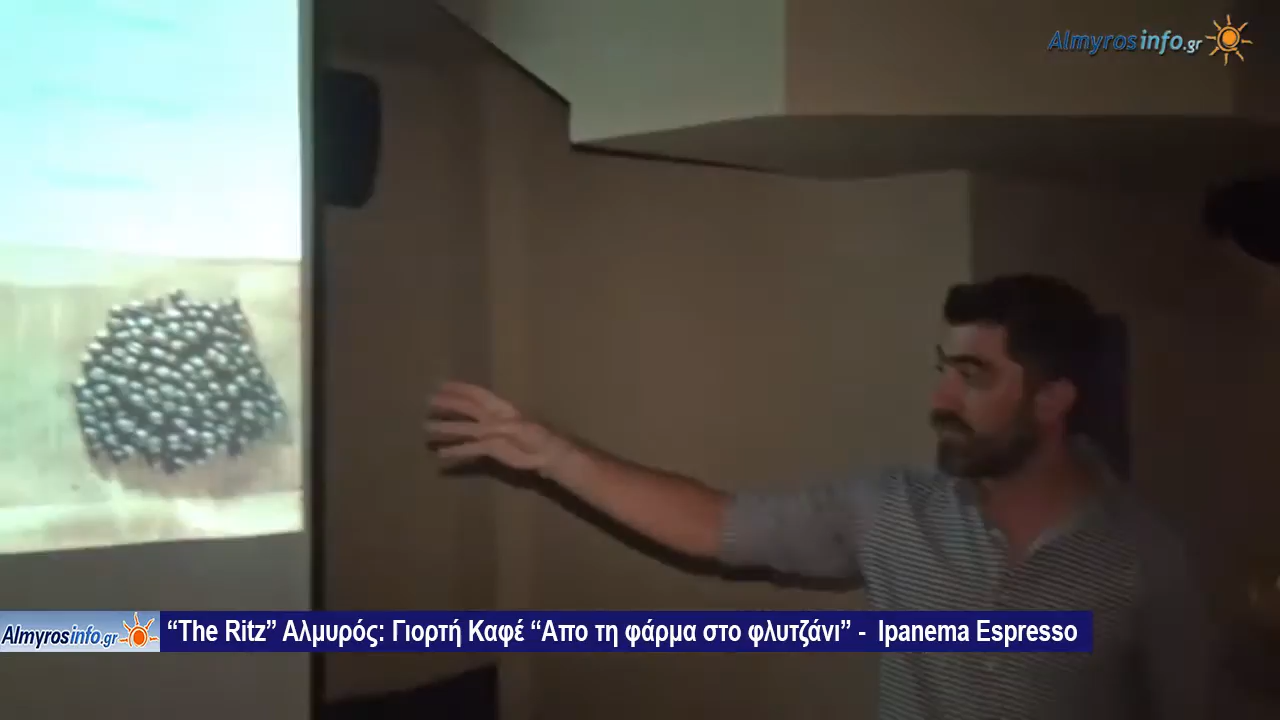 Almyrosinfo.gr
Almyrosinfo.gr
“The Ritz” Αλμυρός: Γιορτή Καφέ “Απο τη φάρμα στο φλυτζάνι” - Ipanema Espresso